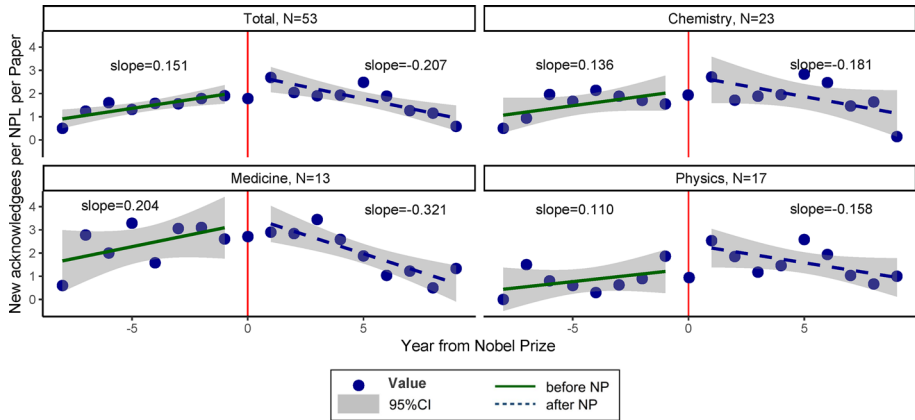 Total, N=53
Chemistry, N=23
slope=0.151
slope=-0.207
slope=0.136
slope=-0.181
4
3
2
1
0
Medicine, N=13
Physics, N=17
slope=0.204
slope=-0.321
slope=0.110
slope=-0.158
4
3
2
1
0
New acknowledgees per NPL per Paper
-5 0 5 -5 0 5
Year from Nobel Prize
Value before NP
95%CI after NP